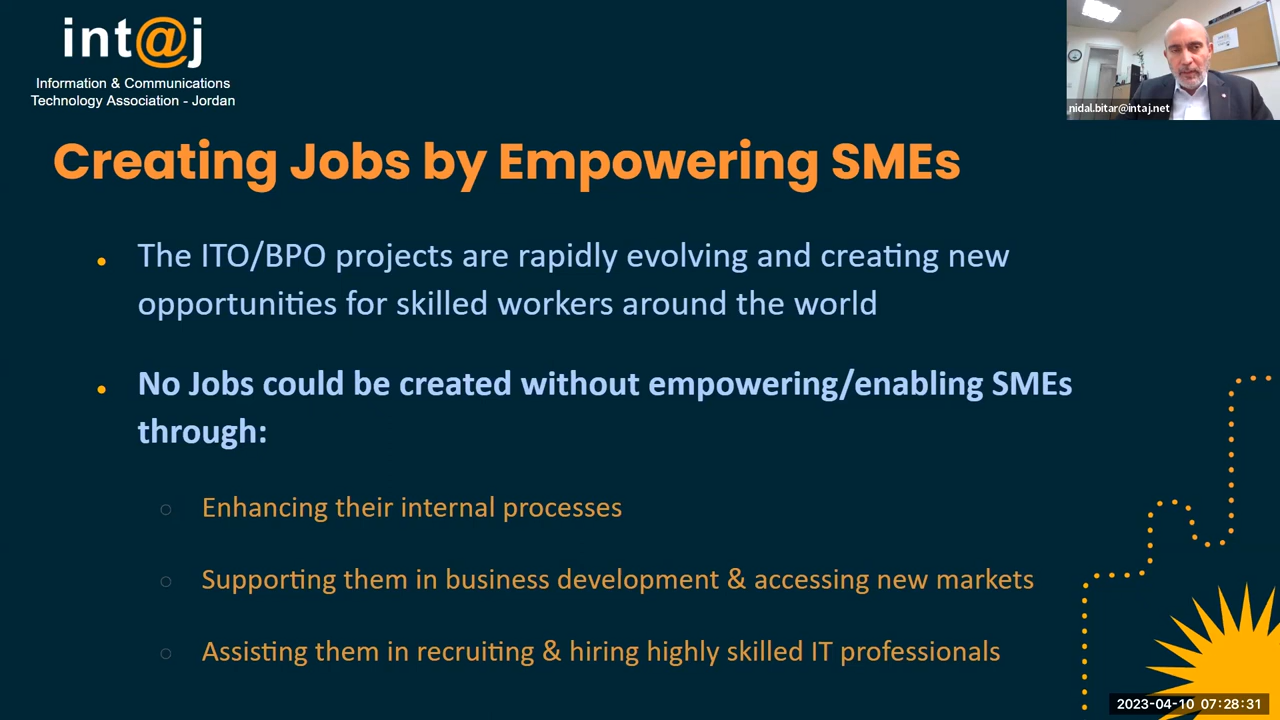 int@j
Information & Communications
Technology Association - Jordan
nidal.bitar@intaj.net
Creating Jobs by Empowering SMEs
The ITO/BPO projects are rapidly evolving and creating new
opportunities for skilled workers around the world
No Jobs could be created without empowering/enabling SMEs
through:
Enhancing their internal processes
Supporting them in business development & accessing new markets
Assisting them in recruiting & hiring highly skilled IT professionals
2023-04-10 07:28:31